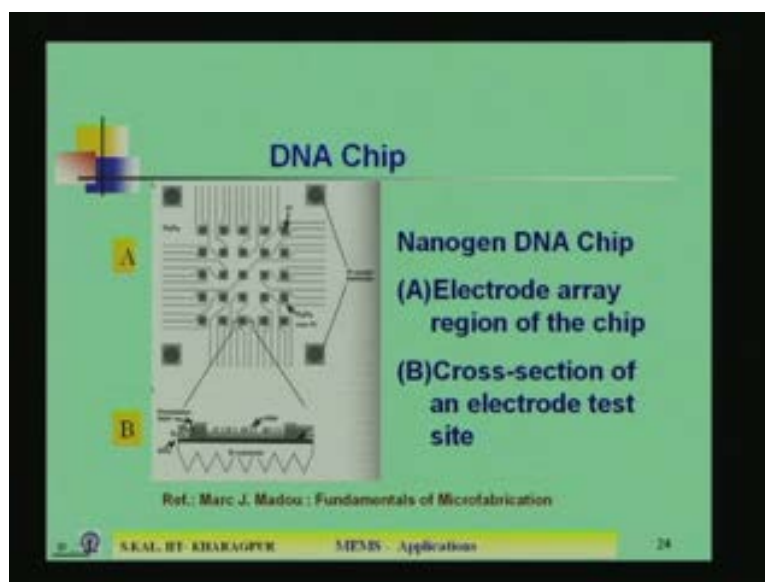 DNA Chip
A
B
Nanogen DNA Chip
(A)Electrode array
region of the chip
(B)Cross-section of
an electrode test
site
Ref.: Marc J. Madou : Fundamentals of Microfabrication
S.KAL, IIT- KHARAGPUR
MEMS - Applications
24